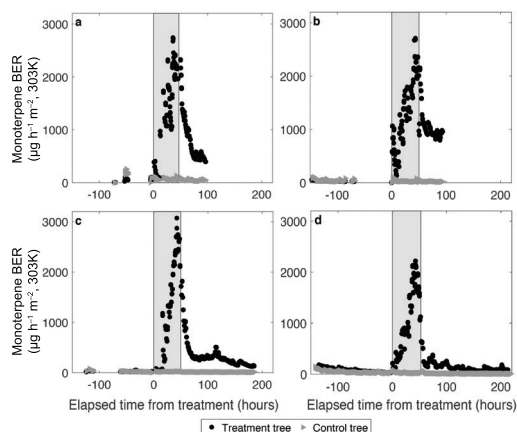 a
b
3000
2000
1000
0
3000
2000
1000
0
Monoterpene BER
(µg h⁻¹ m⁻², 303K)
-100
0
100
200
-100
0
100
200
c
d
3000
2000
1000
0
3000
2000
1000
0
Monoterpene BER
(µg h⁻¹ m⁻², 303K)
-100
0
100
200
-100
0
100
200
Elapsed time from treatment (hours)
Elapsed time from treatment (hours)
Treatment tree
Control tree